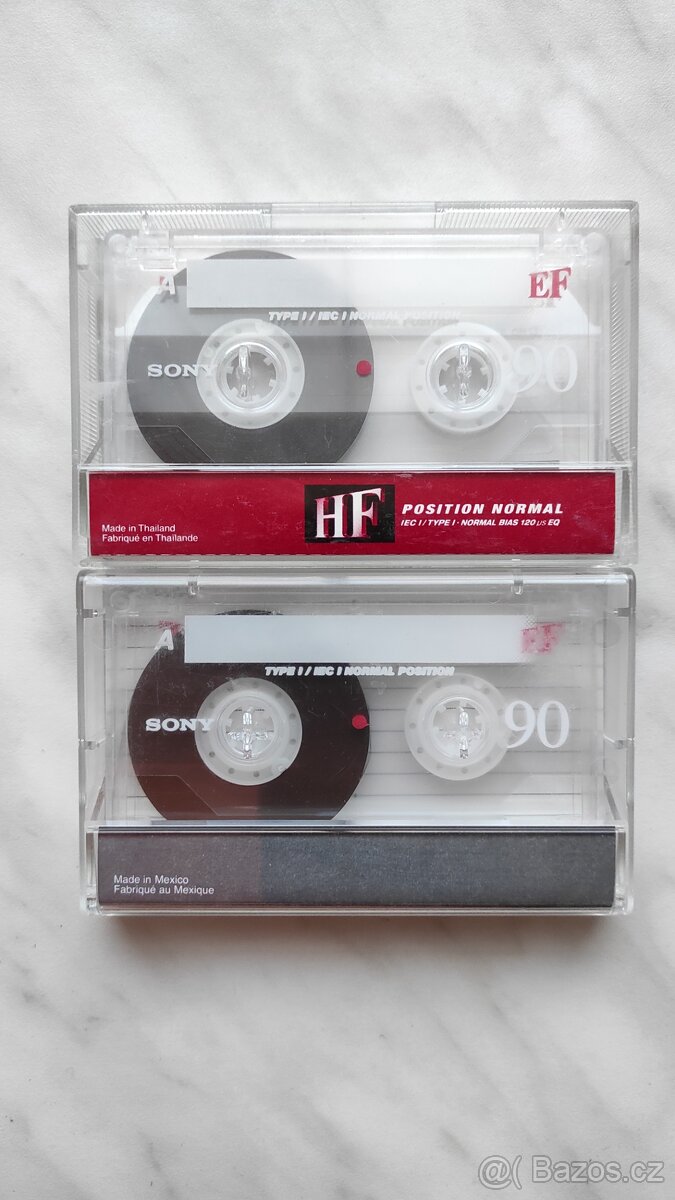 A
EF
TYPE I / IEC I NORMAL POSITION
SONY
90
HF
POSITION NORMAL
IEC I / TYPE I · NORMAL BIAS 120 µs EQ
Made in Thailand
Fabriqué en Thaïlande
A
EF
TYPE I / IEC I NORMAL POSITION
SONY
90
Made in Mexico
Fabriqué au Mexique
@( Bazos.cz